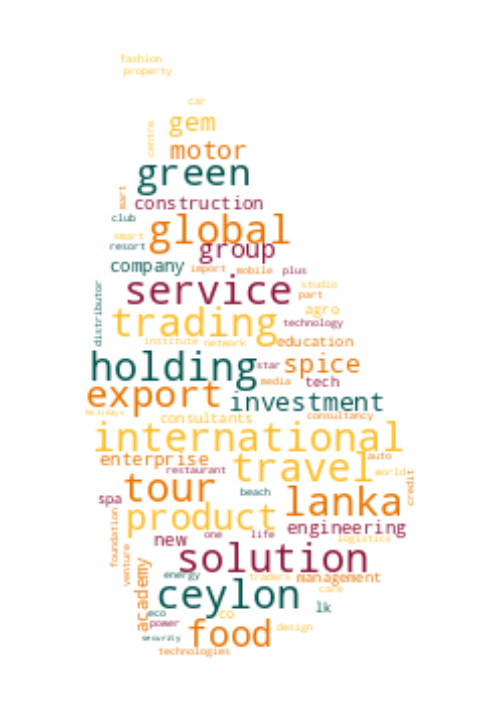 fashion
property
car
gem
centre
motor
green
mart
construction
club
global
smart
resort
group
company
import mobile plus
service
studio
part
distributor
trading
agro
technology
institute network
education
holding
star
spice
media
tech
export
investment
holidays
consultants
consultancy
international
enterprise
auto
travel
restaurant
world
tour
beach
credit
spa
lanka
product
foundation
engineering
new
one
life
logistics
solution
venture
energy
traders
management
academy
ceylon
care
lk
eco
co
power
food
design
security
technologies